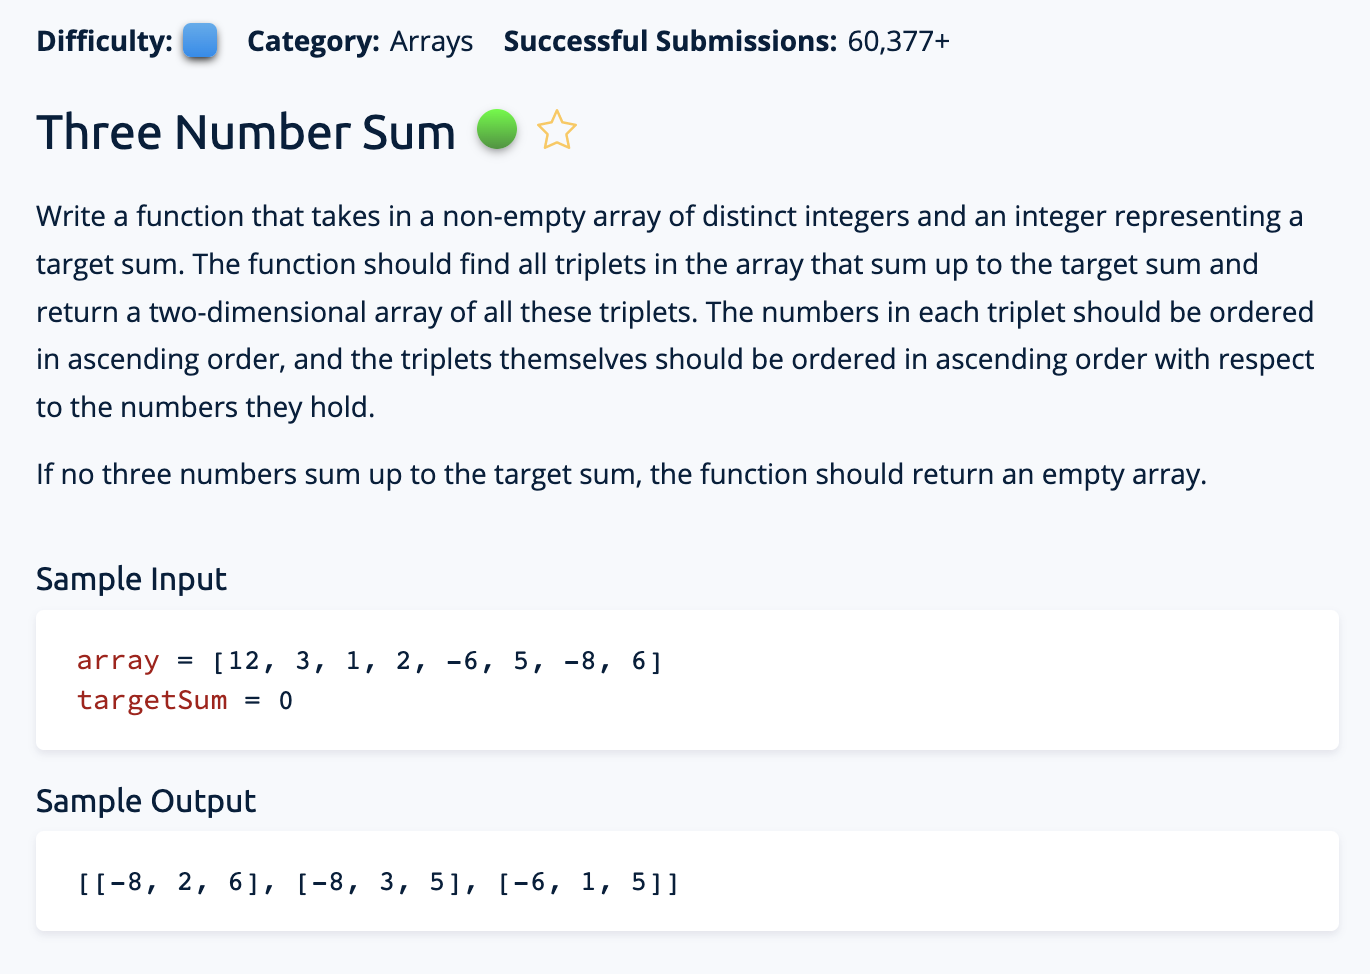 Difficulty: Category: Arrays Successful Submissions: 60,377+
Three Number Sum
Write a function that takes in a non-empty array of distinct integers and an integer representing a
target sum. The function should find all triplets in the array that sum up to the target sum and
return a two-dimensional array of all these triplets. The numbers in each triplet should be ordered
in ascending order, and the triplets themselves should be ordered in ascending order with respect
to the numbers they hold.
If no three numbers sum up to the target sum, the function should return an empty array.
Sample Input
array = [12, 3, 1, 2, -6, 5, -8, 6]
targetSum = 0
Sample Output
[[-8, 2, 6], [-8, 3, 5], [-6, 1, 5]]